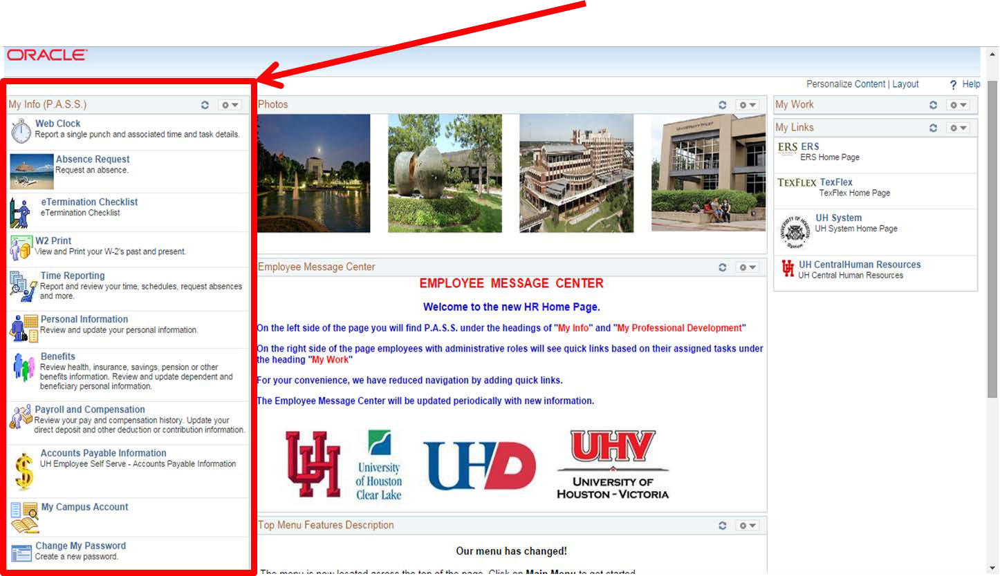 ORACLE
Personalize Content | Layout
? Help
My Info (P.A.S.S.)
Web Clock
Report a single punch and associated time and task details.
Absence Request
Request an absence.
eTermination Checklist
eTermination Checklist
W2 Print
View and Print your W-2's past and present.
Time Reporting
Report and review your time, schedules, request absences
and more.
Personal Information
Review and update your personal information.
Benefits
Review health, insurance, savings, pension or other
benefits information. Review and update dependent and
beneficiary personal information.
Payroll and Compensation
Review your pay and compensation history. Update your
direct deposit and other deduction or contribution information.
Accounts Payable Information
UH Employee Self Serve - Accounts Payable Information
My Campus Account
Change My Password
Create a new password.
Photos
UNIVERSITY WEST
Employee Message Center
EMPLOYEE MESSAGE CENTER
Welcome to the new HR Home Page.
On the left side of the page you will find P.A.S.S. under the headings of "My Info" and "My Professional Development"
On the right side of the page employees with administrative roles will see quick links based on their assigned tasks under
the heading "My Work"
For your convenience, we have reduced navigation by adding quick links.
The Employee Message Center will be updated periodically with new information.
UH
University
of Houston
Clear Lake
UHD
UHV
UNIVERSITY OF
HOUSTON - VICTORIA
Top Menu Features Description
Our menu has changed!
The menu is now located across the top of the page. Click on Main Menu to get started.
My Work
My Links
ERS ERS
ERS Home Page
TEXFLEX TexFlex
TexFlex Home Page
UNIVERSITY OF HOUSTON
System
UH System
UH System Home Page
UH
UH CentralHuman Resources
UH Central Human Resources